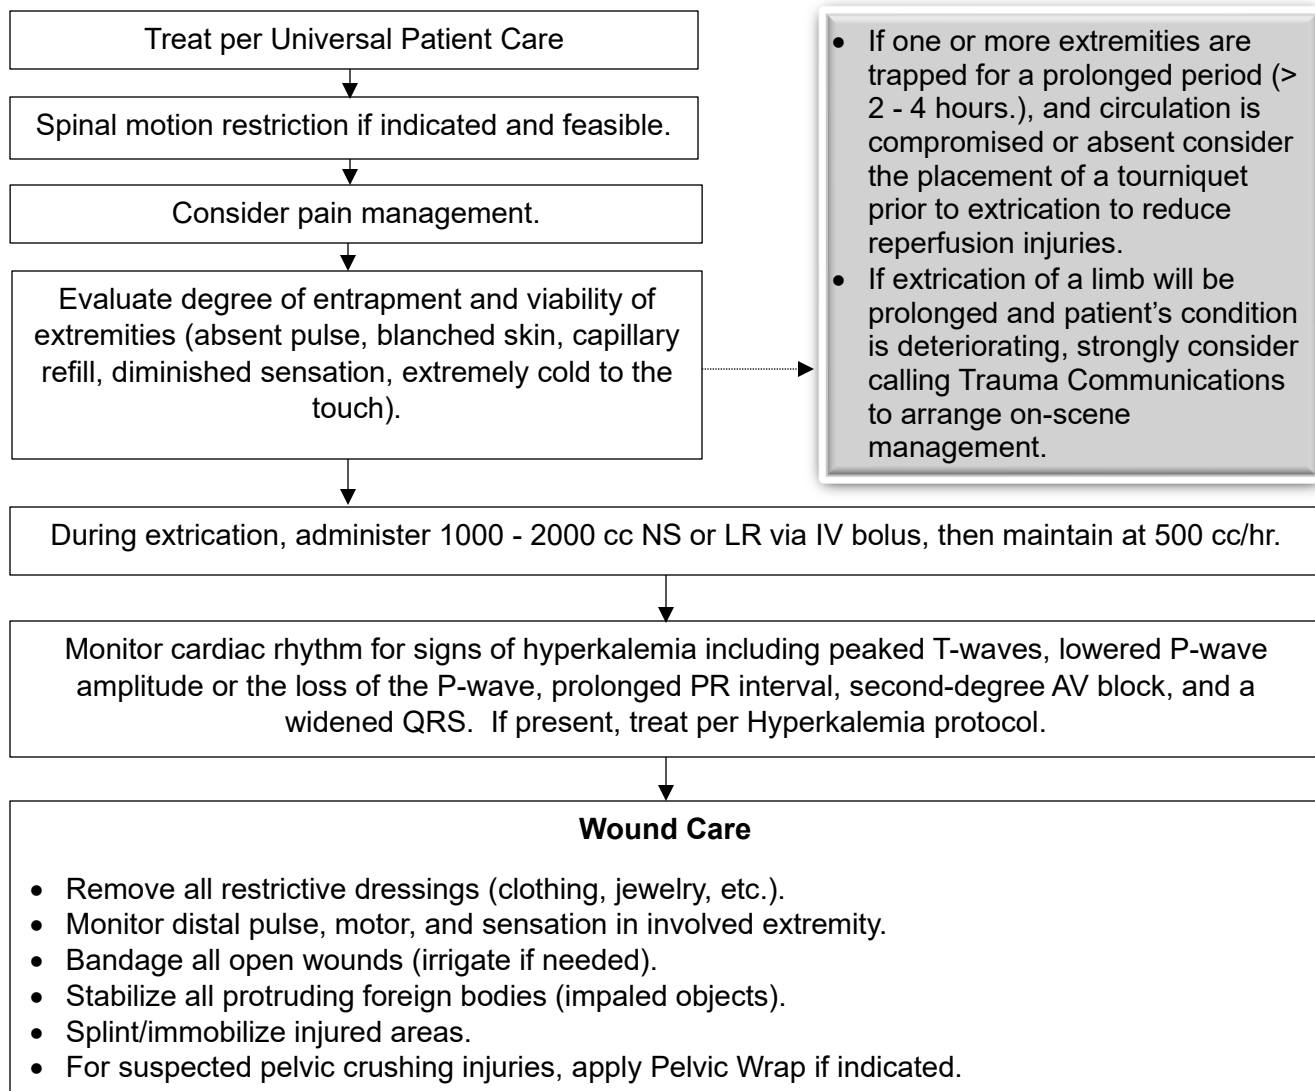 Treat per Universal Patient Care
Spinal motion restriction if indicated and feasible.
Consider pain management.
Evaluate degree of entrapment and viability of
extremities (absent pulse, blanched skin, capillary
refill, diminished sensation, extremely cold to the
touch).
• If one or more extremities are
trapped for a prolonged period (>
2 - 4 hours.), and circulation is
compromised or absent consider
the placement of a tourniquet
prior to extrication to reduce
reperfusion injuries.
• If extrication of a limb will be
prolonged and patient’s condition
is deteriorating, strongly consider
calling Trauma Communications
to arrange on-scene
management.
During extrication, administer 1000 - 2000 cc NS or LR via IV bolus, then maintain at 500 cc/hr.
Monitor cardiac rhythm for signs of hyperkalemia including peaked T-waves, lowered P-wave
amplitude or the loss of the P-wave, prolonged PR interval, second-degree AV block, and a
widened QRS.  If present, treat per Hyperkalemia protocol.
Wound Care
• Remove all restrictive dressings (clothing, jewelry, etc.).
• Monitor distal pulse, motor, and sensation in involved extremity.
• Bandage all open wounds (irrigate if needed).
• Stabilize all protruding foreign bodies (impaled objects).
• Splint/immobilize injured areas.
• For suspected pelvic crushing injuries, apply Pelvic Wrap if indicated.